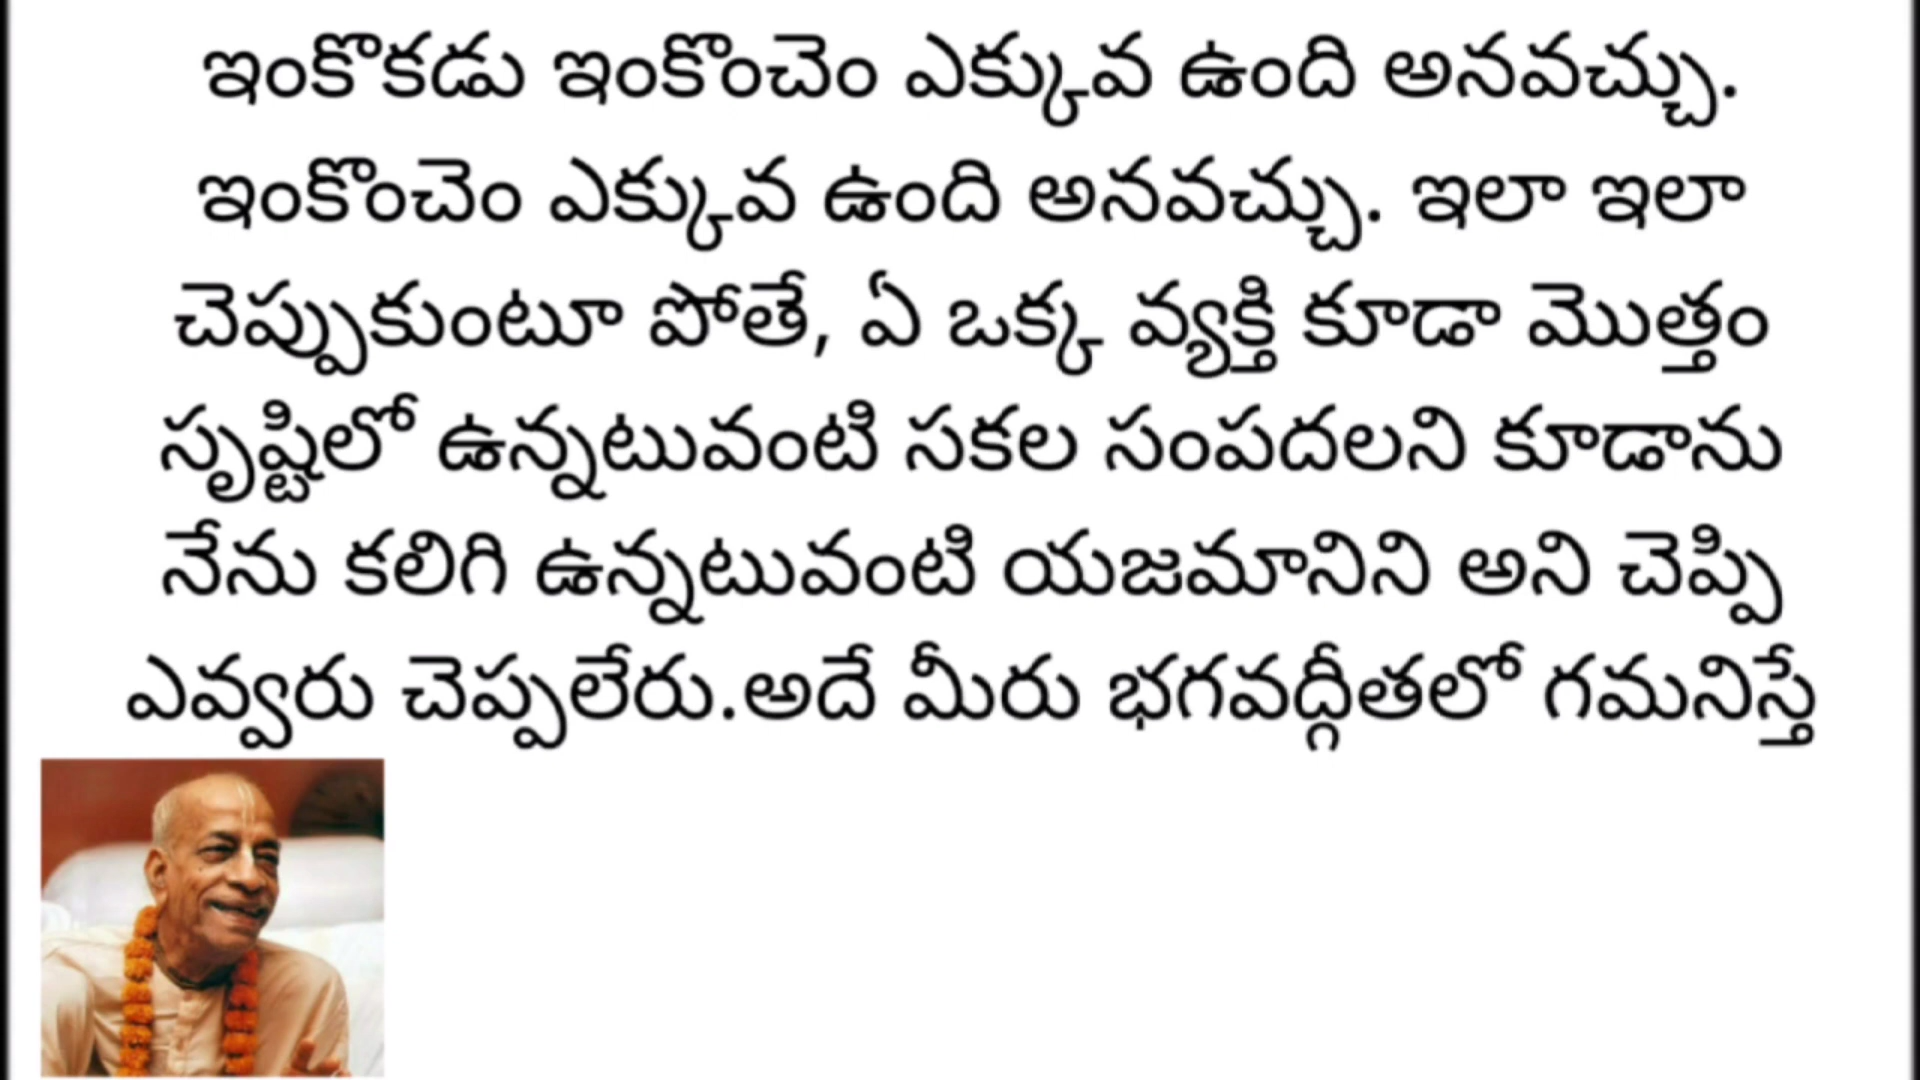 ఇంకొకడు ఇంకొంచెం ఎక్కువ ఉంది అనవచ్చు.
ఇంకొంచెం ఎక్కువ ఉంది అనవచ్చు. ఇలా ఇలా
చెప్పుకుంటూ పోతే, ఏ ఒక్క వ్యక్తి కూడా మొత్తం
సృష్టిలో ఉన్నటువంటి సకల సంపదలని కూడాను
నేను కలిగి ఉన్నటువంటి యజమానిని అని చెప్పి
ఎవ్వరు చెప్పలేరు.అదే మీరు భగవద్గీతలో గమనిస్తే